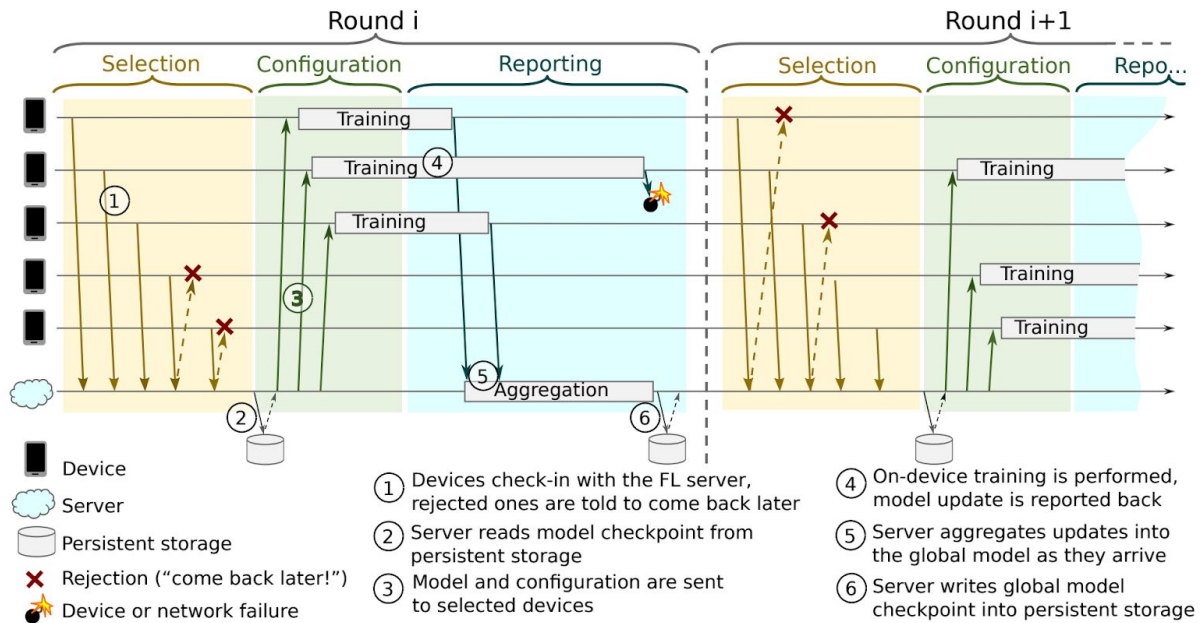 Round i
Round i+1
Selection
Configuration
Reporting
Selection
Configuration
Repo...
Training
Training
4
Training
1
3
Training
Training
Training
5
Aggregation
2
6
Device
Server
Persistent storage
Rejection (“come back later!”)
Device or network failure
1 Devices check-in with the FL server,
rejected ones are told to come back later
2 Server reads model checkpoint from
persistent storage
3 Model and configuration are sent
to selected devices
4 On-device training is performed,
model update is reported back
5 Server aggregates updates into
the global model as they arrive
6 Server writes global model
checkpoint into persistent storage